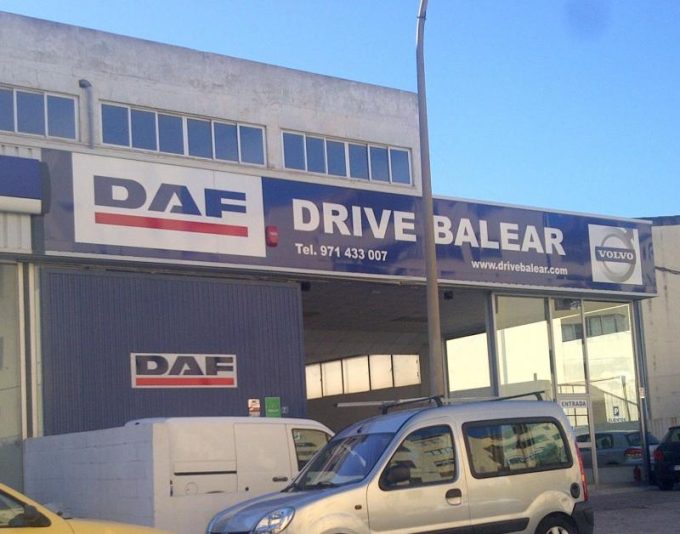 DAF
DRIVE BALEAR
Tel. 971 433 007
www.drivebalear.com
VOLVO
DAF
ENTRADA
P